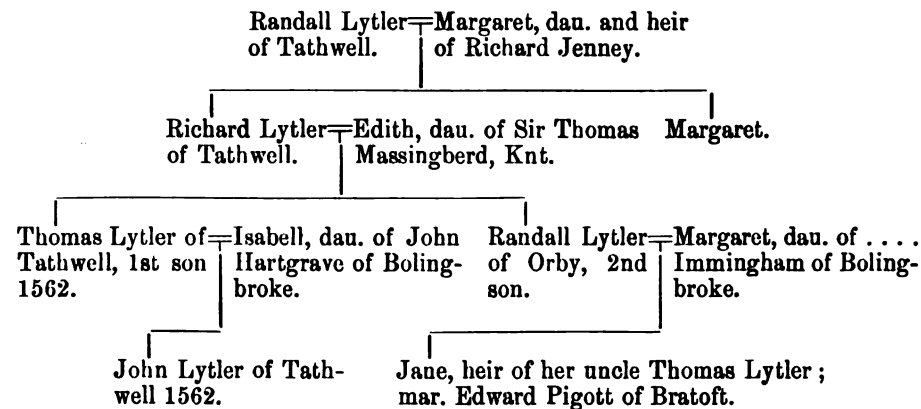 Randall Lytler=Margaret, dau. and heir
of Tathwell. of Richard Jenney.
Richard Lytler=Edith, dau. of Sir Thomas Margaret.
of Tathwell. Massingberd, Knt.
Thomas Lytler of=Isabell, dau. of John
Tathwell, 1st son Hartgrave of Boling-
1562. broke.
Randall Lytler=Margaret, dau. of ....
of Orby, 2nd Immingham of Boling-
son. broke.
John Lytler of Tath-
well 1562.
Jane, heir of her uncle Thomas Lytler ;
mar. Edward Pigott of Bratoft.